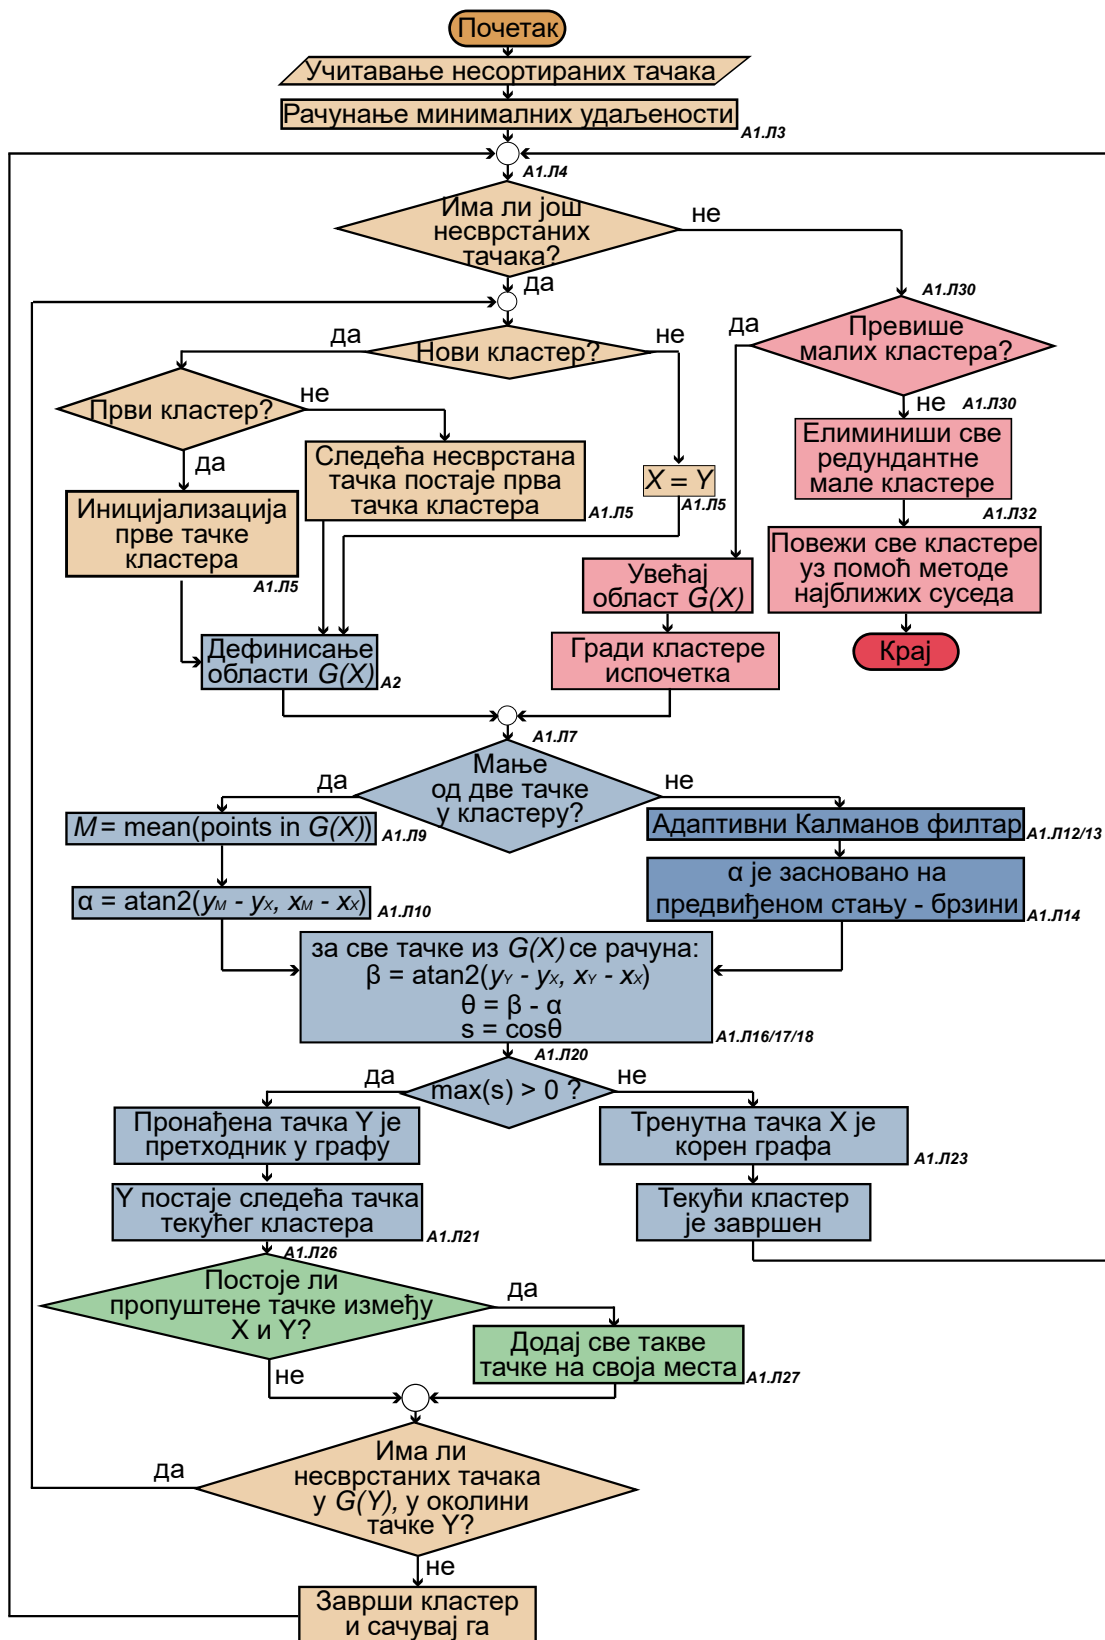 Почетак
Учитавање несортираних тачака
Рачунање минималних удаљености
А1.Л3
А1.Л4
Има ли још
несврстаних
тачака?
не
да
А1.Л30
Превише
малих кластера?
да
не
А1.Л30
Нови кластер?
да
не
Први кластер?
не
да
Следећа несврстана
тачка постаје прва
тачка кластера
А1.Л5
X = Y
А1.Л5
Елиминиши све
редундантне
мале кластере
А1.Л32
Иницијализација
прве тачке
кластера
А1.Л5
Увећај
област G(X)
Повежи све кластере
уз помоћ методе
најближих суседа
Крај
Дефинисање
области G(X)
А2
Гради кластере
испочетка
А1.Л7
Мање
од две тачке
у кластеру?
да
не
M = mean(points in G(X))
А1.Л9
Адаптивни Калманов филтар
А1.Л12/13
α = atan2(yM - yX, xM - xX)
А1.Л10
α је засновано на
предвиђеном стању - брзини
А1.Л14
за све тачке из G(X) се рачуна:
β = atan2(yY - yX, xY - xX)
θ = β - α
s = cosθ
А1.Л16/17/18
А1.Л20
max(s) > 0 ?
да
не
Пронађена тачка Y је
претходник у графу
Тренутна тачка X је
корен графа
А1.Л23
Y постаје следећа тачка
текућег кластера
А1.Л21
Текући кластер
је завршен
А1.Л26
Постоје ли
пропуштене тачке између
X и Y?
да
не
Додај све такве
тачке на своја места
А1.Л27
Има ли
несврстаних тачака
у G(Y), у околини
тачке Y?
да
не
Заврши кластер
и сачувај га